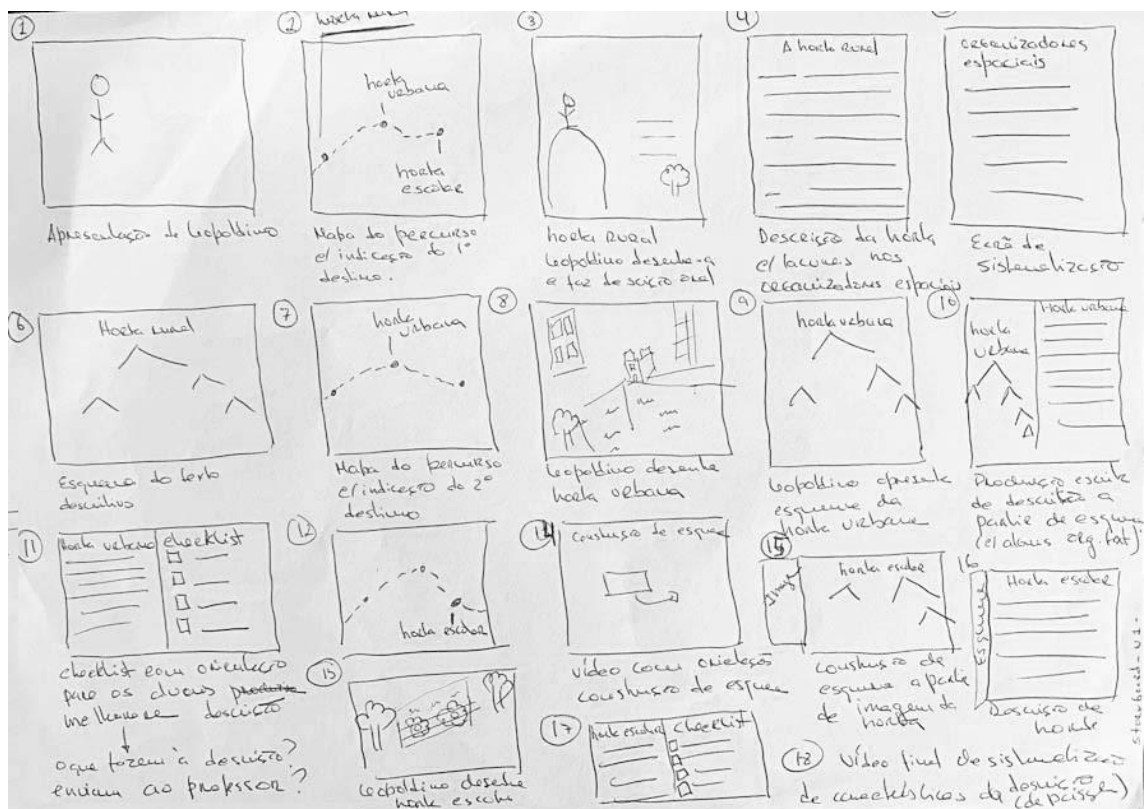 1
Apresentação de Leopoldino
2
horta rural
horta
urbana
horta
escolar
Mapa do percurso
c/ indicação do 1º
destino.
3
horta rural
Leopoldino desenha-a
e faz descrição oral
4
A horta rural
Descrição da horta
c/ lacunas nos
organizadores espaciais
organizadores
espaciais
Ecrã de
sistematização
6
Horta rural
Esquema do texto
descritivo
7
horta
urbana
Mapa do percurso
c/ indicação do 2º
destino
8
Leopoldino desenha
horta urbana
9
horta urbana
Leopoldino apresenta
esquema da
horta urbana
10
horta
urbana
Horta urbana
Produção escrita
de descrição a
partir de esquema
(c/ alguns org. text).
11
horta urbana
checklist
checklist com orientação
para os alunos produzir
melhorarem descrição
o que fazem à descrição?
enviam ao professor?
12
horta escolar
13
Leopoldino desenha
horta escolar
14
construção de esquema
vídeo com orientações
construção de esquema
15
Imagem
horta escolar
construção de
esquema a partir
de imagem da
horta
16
Esquema
Horta escolar
Descrição da
horta
17
horta escolar
checklist
18 Vídeo final de sistematização
de características da descrição
(de paisagem)
storyboard - v1 -